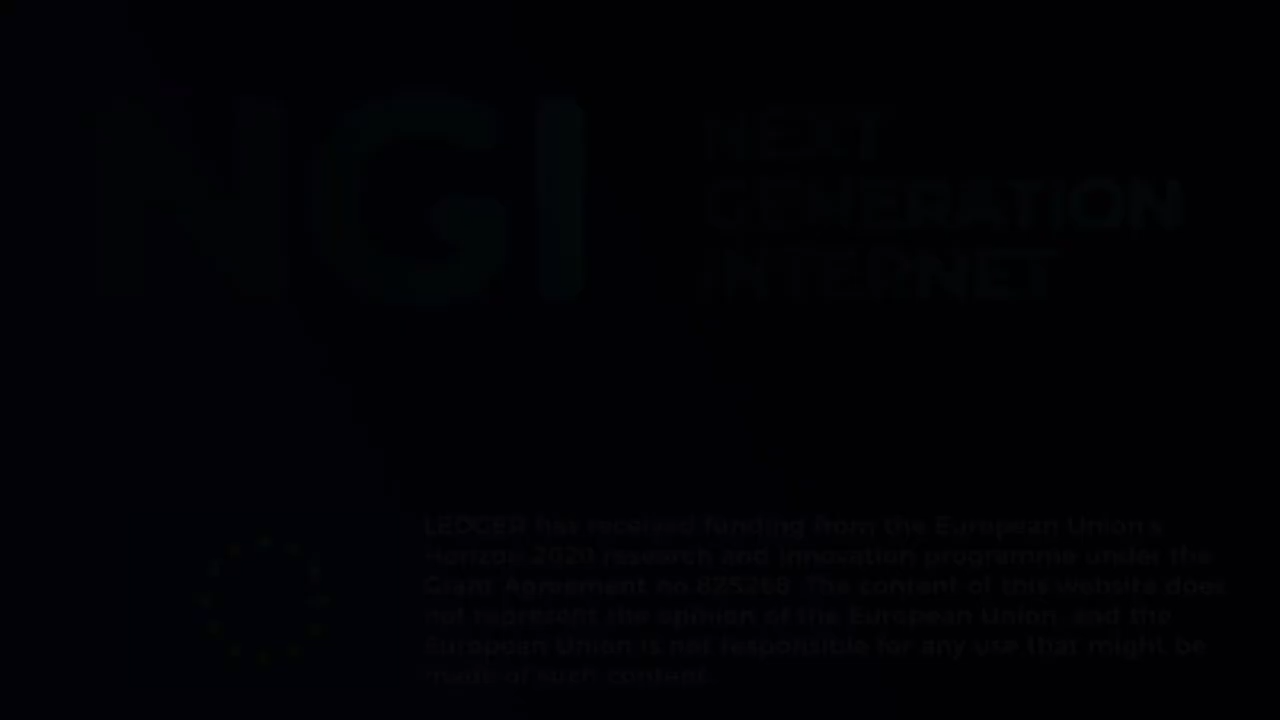 NGI
NEXT
GENERATION
INTERNET
LEDGER has received funding from the European Union's
Horizon 2020 research and innovation programme under the
Grant Agreement no 825268. The content of this website does
not represent the opinion of the European Union, and the
European Union is not responsible for any use that might be
made of such content.